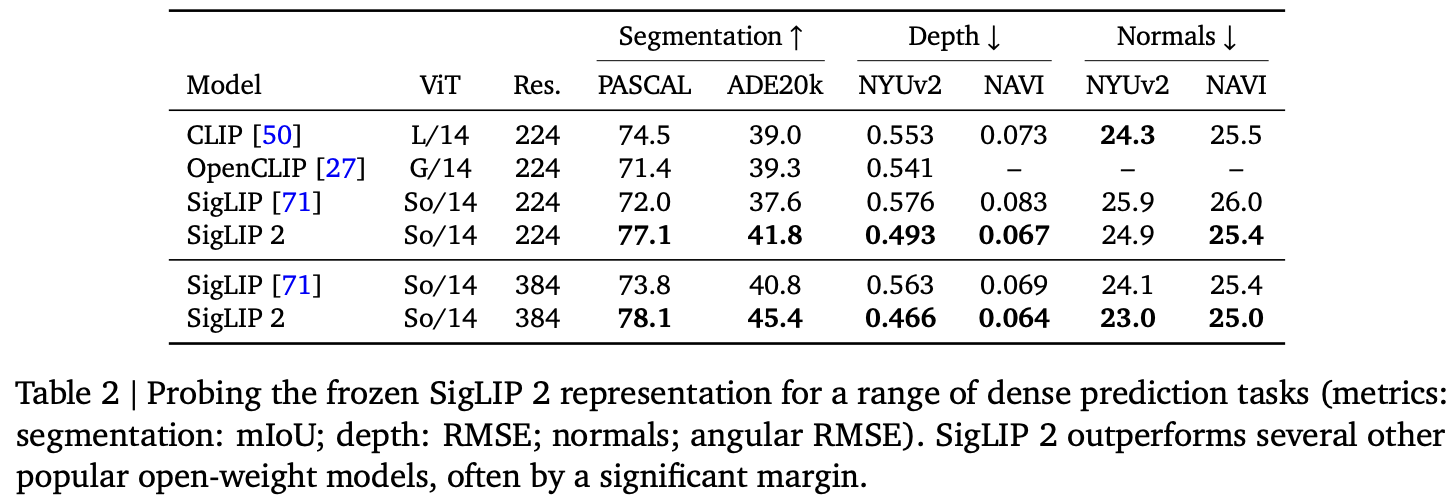 Segmentation ↑ Depth ↓ Normals ↓
Model ViT Res. PASCAL ADE20k NYUv2 NAVI NYUv2 NAVI
CLIP [50] L/14 224 74.5 39.0 0.553 0.073 24.3 25.5
OpenCLIP [27] G/14 224 71.4 39.3 0.541 – – –
SigLIP [71] So/14 224 72.0 37.6 0.576 0.083 25.9 26.0
SigLIP 2 So/14 224 77.1 41.8 0.493 0.067 24.9 25.4
SigLIP [71] So/14 384 73.8 40.8 0.563 0.069 24.1 25.4
SigLIP 2 So/14 384 78.1 45.4 0.466 0.064 23.0 25.0
Table 2 | Probing the frozen SigLIP 2 representation for a range of dense prediction tasks (metrics:
segmentation: mIoU; depth: RMSE; normals; angular RMSE). SigLIP 2 outperforms several other
popular open-weight models, often by a significant margin.